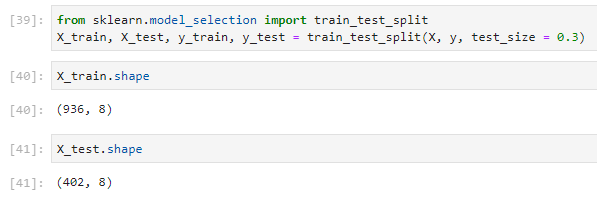 [39]: from sklearn.model_selection import train_test_split
X_train, X_test, y_train, y_test = train_test_split(X, y, test_size = 0.3)
[40]: X_train.shape
[40]: (936, 8)
[41]: X_test.shape
[41]: (402, 8)